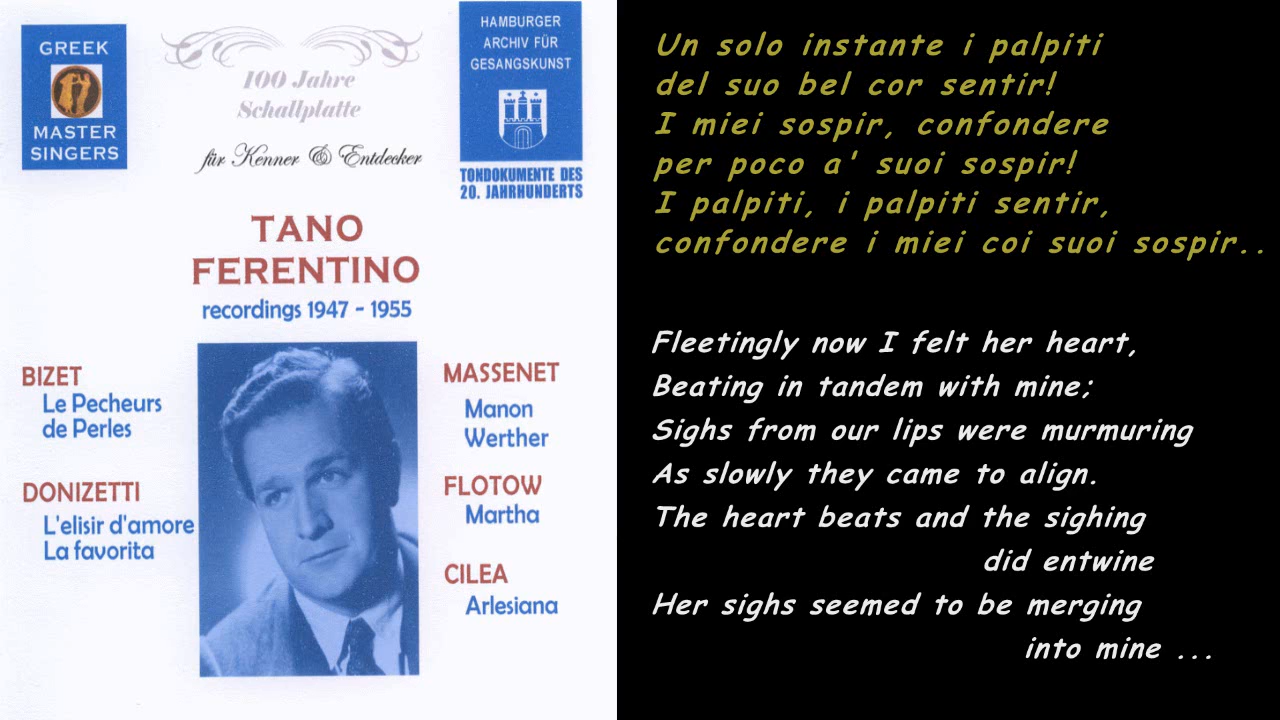 GREEK
MASTER
SINGERS
100 Jahre
Schallplatte
für Kenner & Entdecker
HAMBURGER
ARCHIV FÜR
GESANGSKUNST
TONDOKUMENTE DES
20. JAHRHUNDERTS
TANO
FERENTINO
recordings 1947 - 1955
BIZET
Le Pecheurs
de Perles
DONIZETTI
L'elisir d'amore
La favorita
MASSENET
Manon
Werther
FLOTOW
Martha
CILEA
Arlesiana
Un solo instante i palpiti
del suo bel cor sentir!
I miei sospir, confondere
per poco a' suoi sospir!
I palpiti, i palpiti sentir,
confondere i miei coi suoi sospir..
Fleetingly now I felt her heart,
Beating in tandem with mine;
Sighs from our lips were murmuring
As slowly they came to align.
The heart beats and the sighing
did entwine
Her sighs seemed to be merging
into mine ...